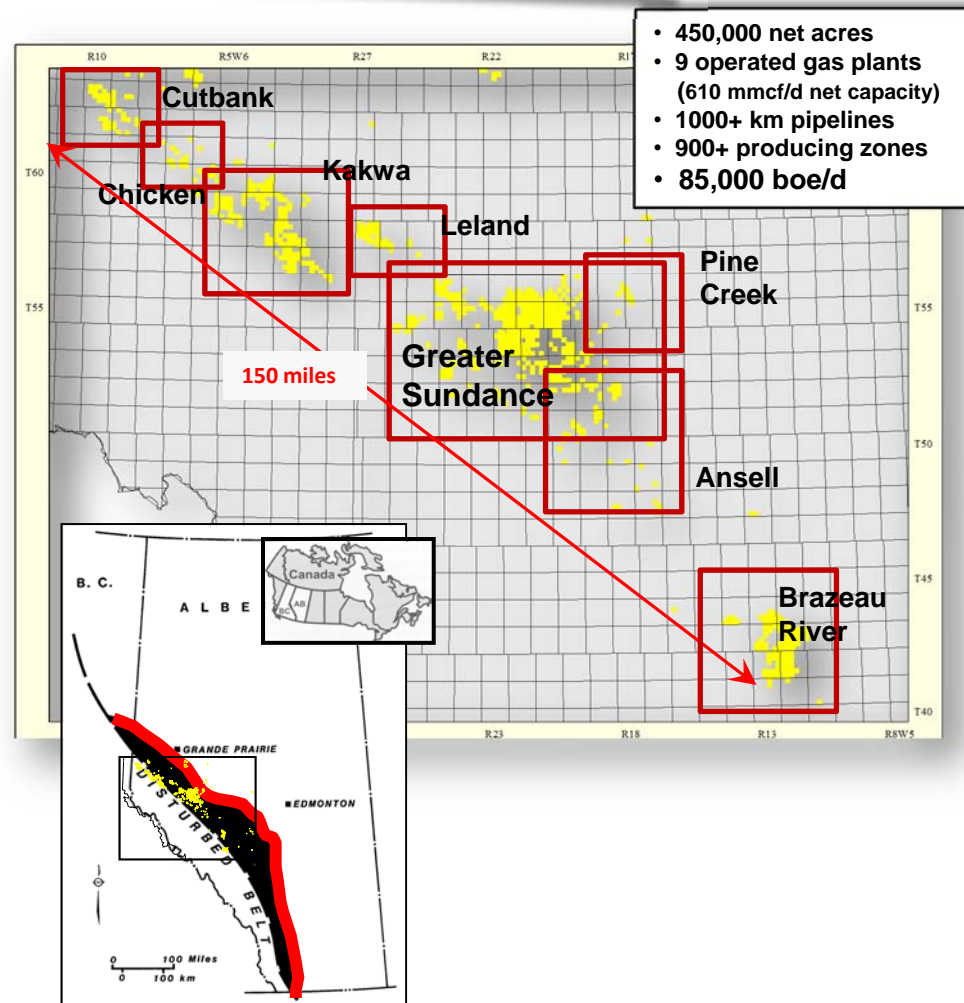 • 450,000 net acres
• 9 operated gas plants
(610 mmcf/d net capacity)
• 1000+ km pipelines
• 900+ producing zones
• 85,000 boe/d
R10
R5W6
R27
R22
R17
Cutbank
T60
Chicken
Kakwa
Leland
Pine
Creek
T55
T55
150 miles
Greater
Sundance
T50
Ansell
T45
Brazeau
River
T40
R23
R18
R13
R8W5
B. C.
ALBE
Canada
BC
AB
GRANDE PRAIRIE
EDMONTON
DISTURBED BELT
0 100 Miles
0 100 km